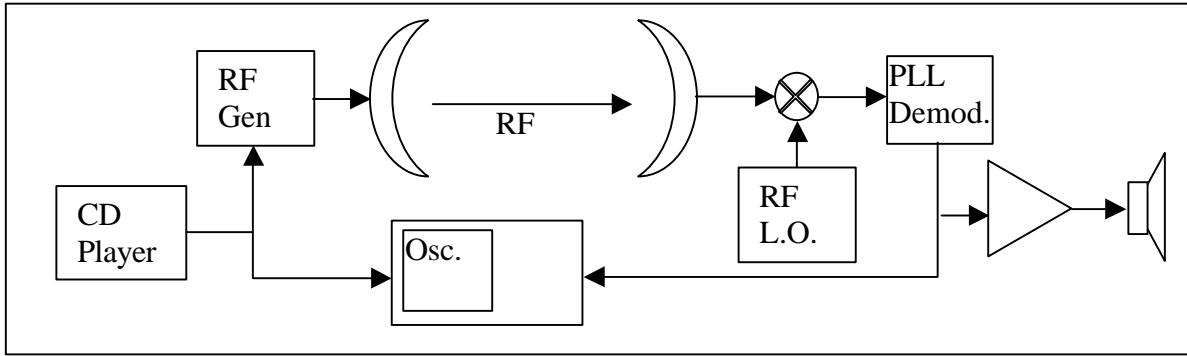 RF
Gen
RF
PLL
Demod.
CD
Player
Osc.
RF
L.O.